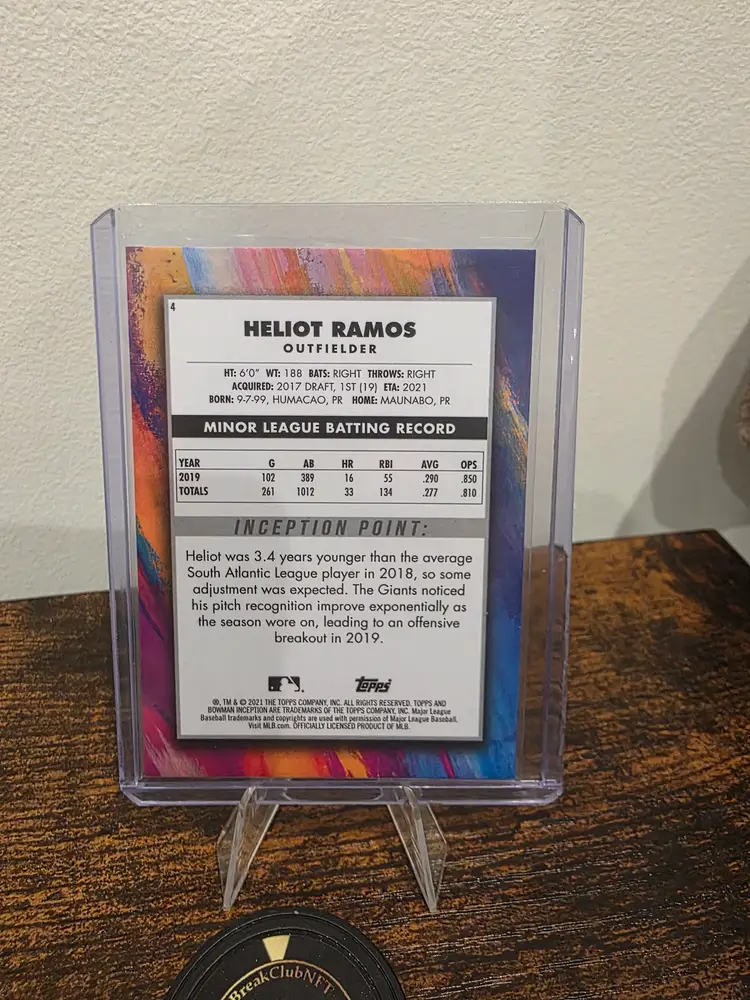 4
HELIOT RAMOS
OUTFIELDER
HT: 6'0" WT: 188 BATS: RIGHT THROWS: RIGHT
ACQUIRED: 2017 DRAFT, 1ST (19) ETA: 2021
BORN: 9-7-99, HUMACAO, PR HOME: MAUNABO, PR
MINOR LEAGUE BATTING RECORD
YEAR G AB HR RBI AVG OPS
2019 102 389 16 55 .290 .850
TOTALS 261 1012 33 134 .277 .810
INCEPTION POINT:
Heliot was 3.4 years younger than the average
South Atlantic League player in 2018, so some
adjustment was expected. The Giants noticed
his pitch recognition improve exponentially as
the season wore on, leading to an offensive
breakout in 2019.
Topps
®, TM & © 2021 THE TOPPS COMPANY, INC. ALL RIGHTS RESERVED. TOPPS AND
BOWMAN INCEPTION ARE TRADEMARKS OF THE TOPPS COMPANY, INC. Major League
Baseball trademarks and copyrights are used with permission of Major League Baseball.
Visit MLB.com. OFFICIALLY LICENSED PRODUCT OF MLB.
BreakClubNFT